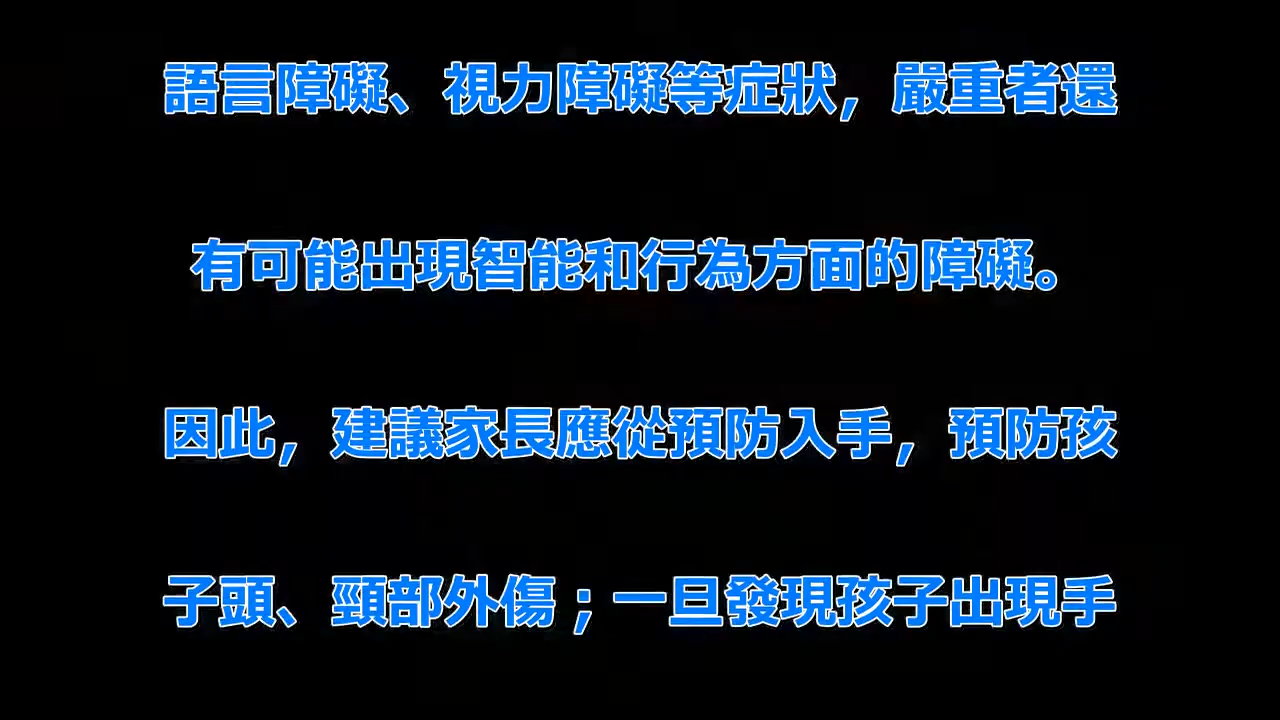 語言障礙、視力障礙等症狀，嚴重者還
有可能出現智能和行為方面的障礙。
因此，建議家長應從預防入手，預防孩
子頭、頸部外傷；一旦發現孩子出現手